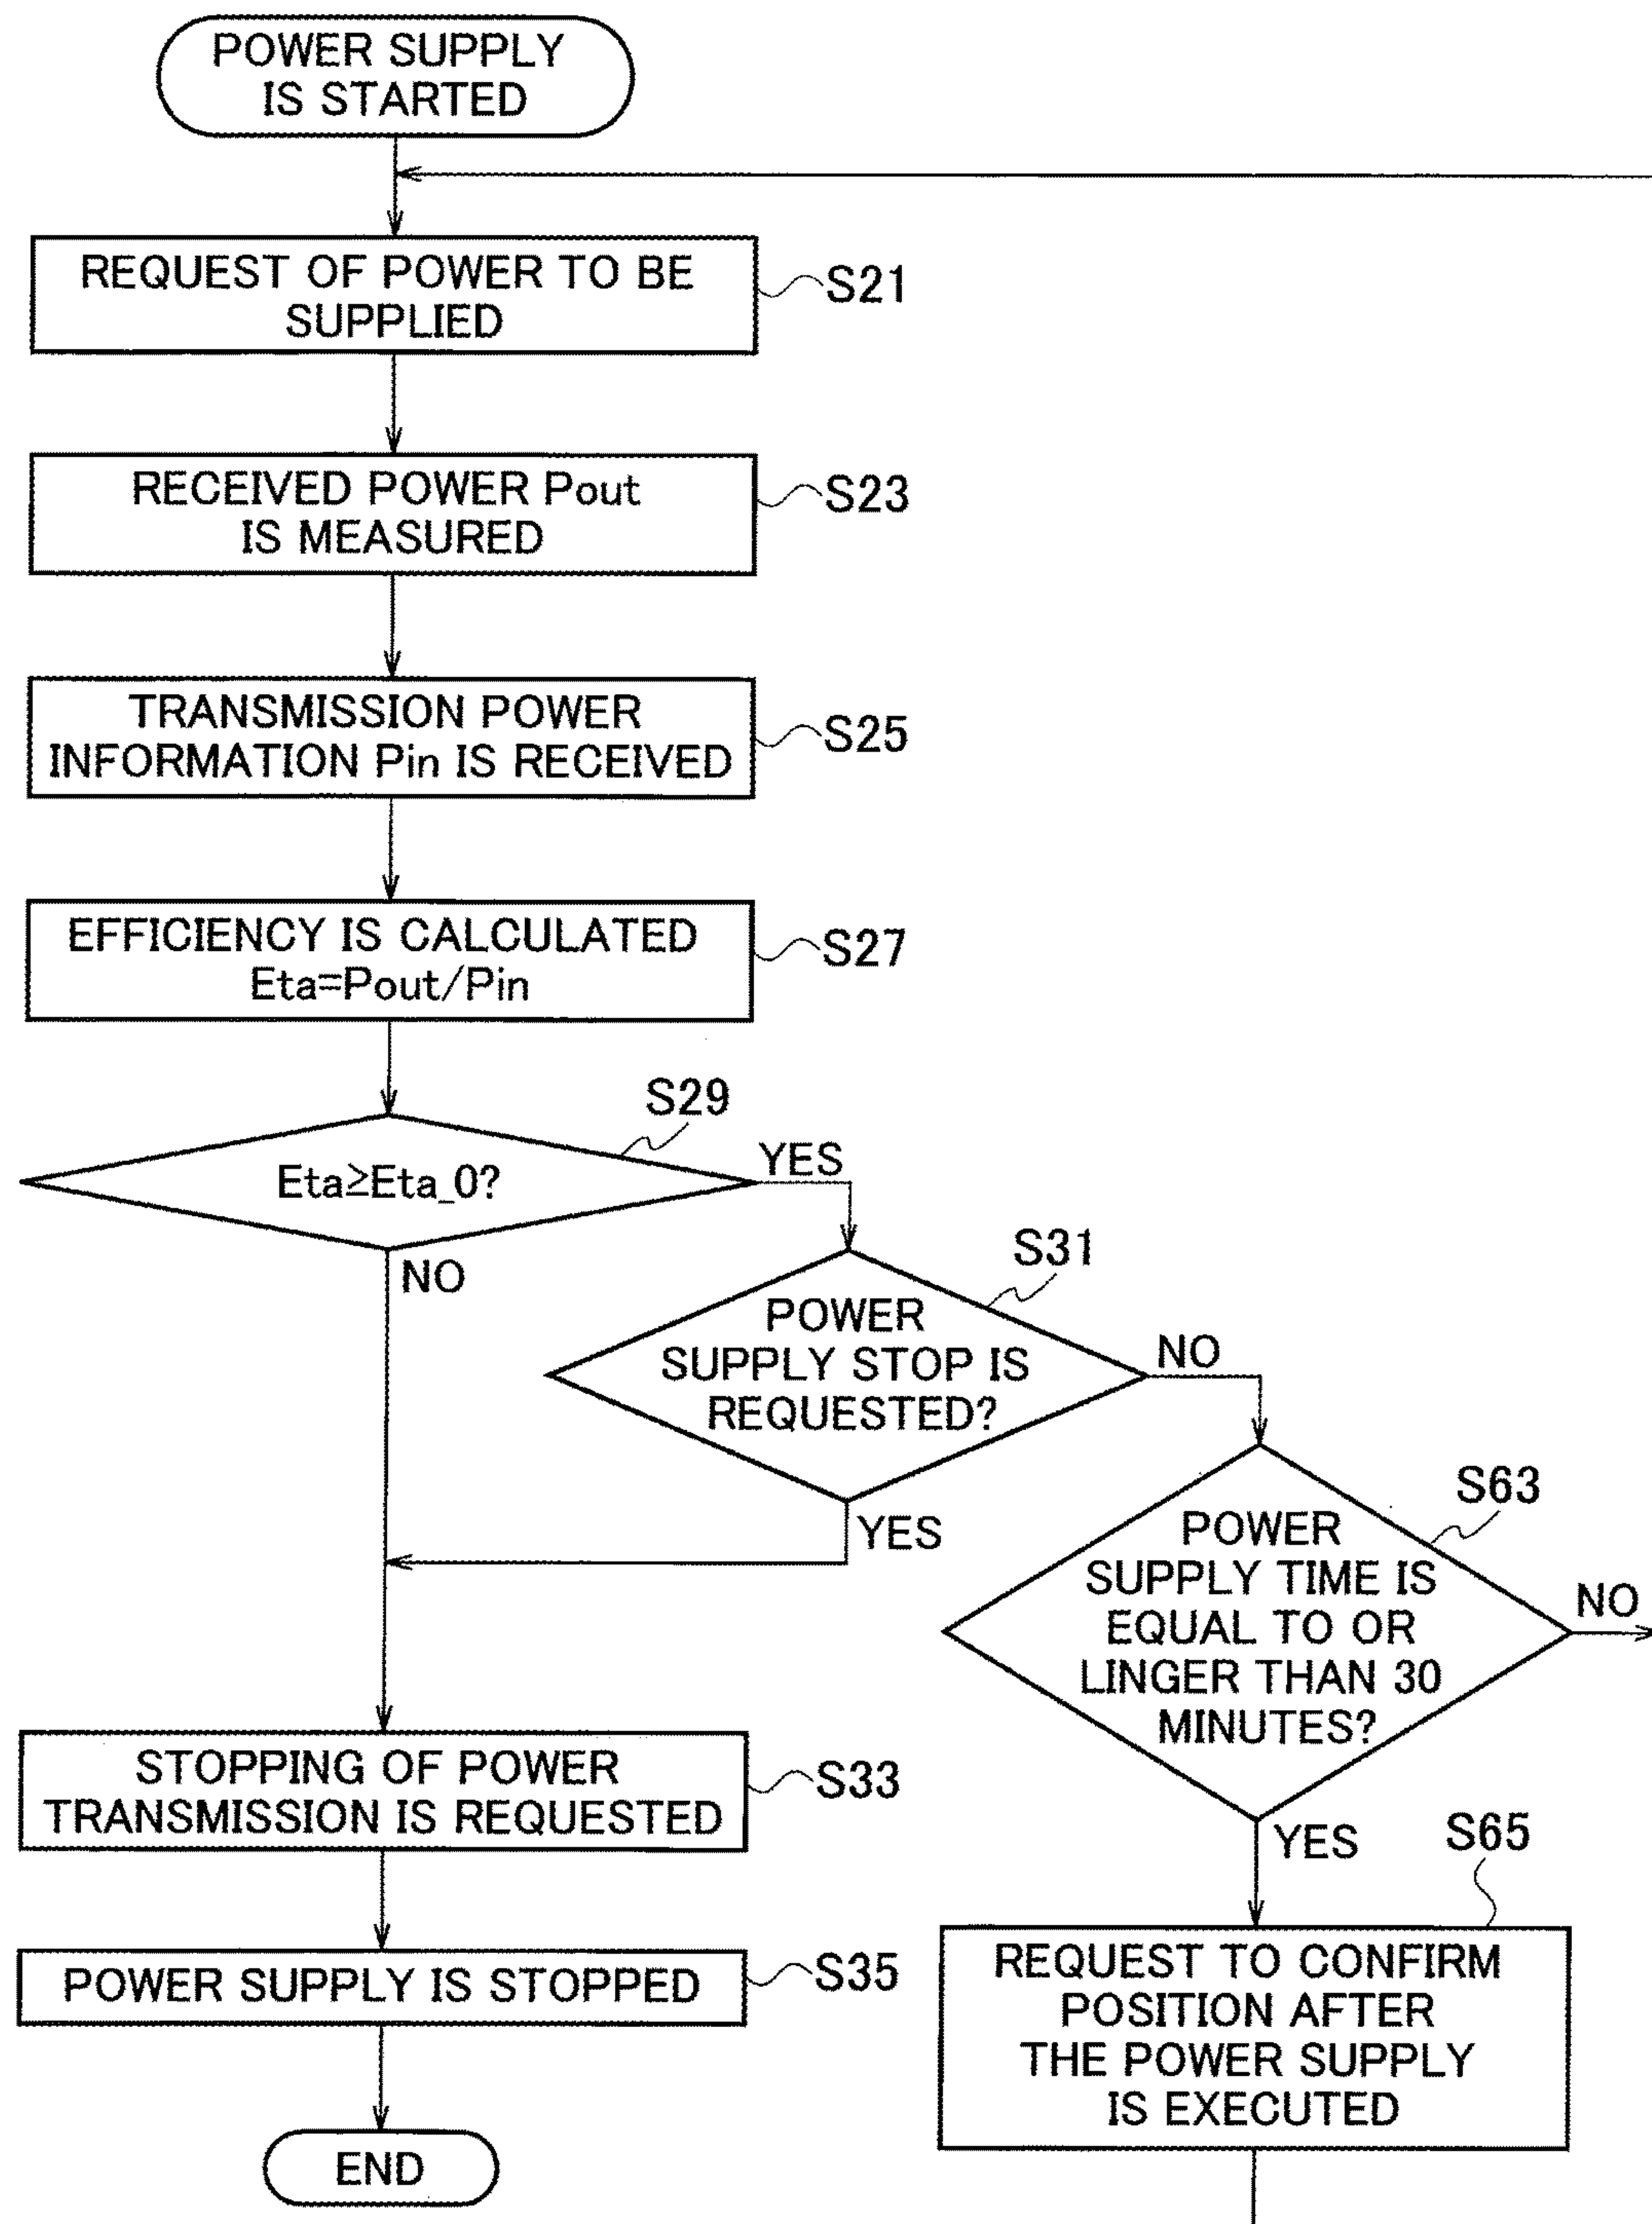 POWER SUPPLY
IS STARTED
REQUEST OF POWER TO BE
SUPPLIED
S21
RECEIVED POWER Pout
IS MEASURED
S23
TRANSMISSION POWER
INFORMATION Pin IS RECEIVED
S25
EFFICIENCY IS CALCULATED
Eta=Pout/Pin
S27
S29
Eta≥Eta_0?
YES
NO
S31
POWER
SUPPLY STOP IS
REQUESTED?
NO
YES
S63
POWER
SUPPLY TIME IS
EQUAL TO OR
LINGER THAN 30
MINUTES?
NO
YES
STOPPING OF POWER
TRANSMISSION IS REQUESTED
S33
S65
REQUEST TO CONFIRM
POSITION AFTER
THE POWER SUPPLY
IS EXECUTED
POWER SUPPLY IS STOPPED
S35
END